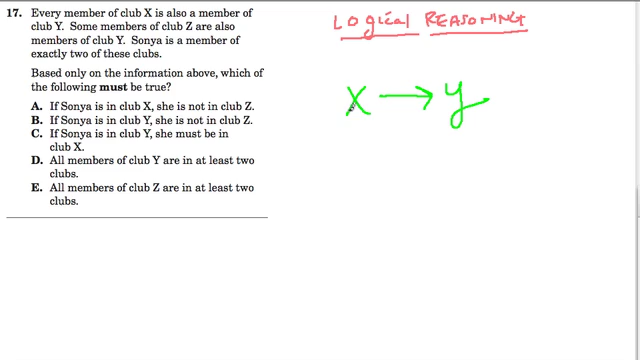 17. Every member of club X is also a member of
club Y. Some members of club Z are also
members of club Y. Sonya is a member of
exactly two of these clubs.
Based only on the information above, which of
the following must be true?
A. If Sonya is in club X, she is not in club Z.
B. If Sonya is in club Y, she is not in club Z.
C. If Sonya is in club Y, she must be in
club X.
D. All members of club Y are in at least two
clubs.
E. All members of club Z are in at least two
clubs.
LOgical REASONING
X → y